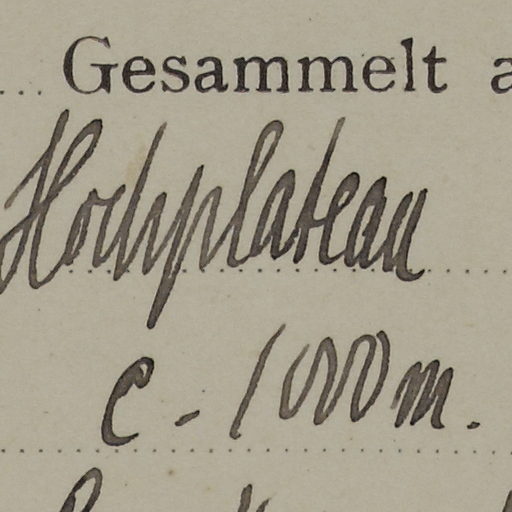 Gesammelt a
Hochplateau
c. 1000 m.